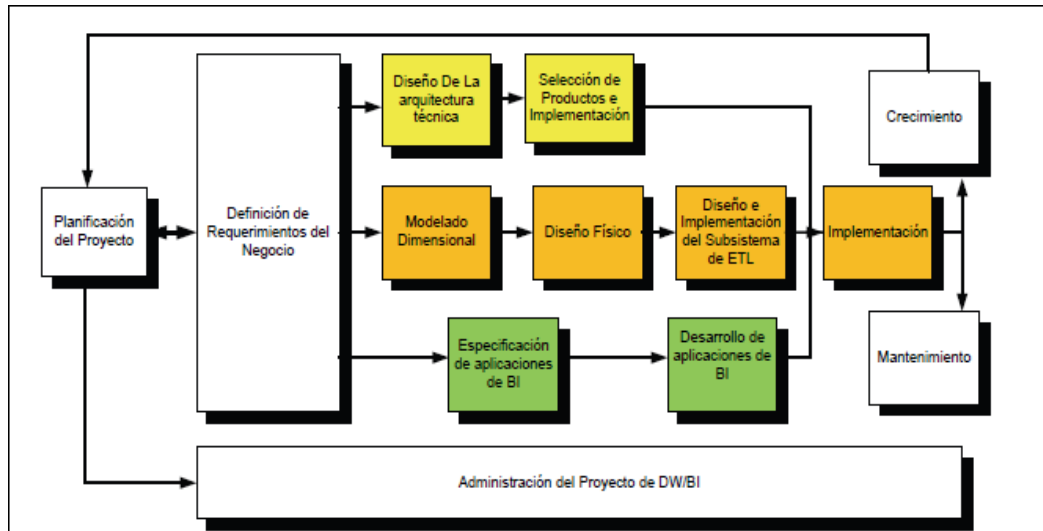 Diseño De La
arquitectura
técnica
Selección de
Productos e
Implementación
Crecimiento
Planificación
del Proyecto
Definición de
Requerimientos del
Negocio
Modelado
Dimensional
Diseño Físico
Diseño e
Implementación
del Subsistema
de ETL
Implementación
Especificación
de aplicaciones
de BI
Desarrollo de
aplicaciones de
BI
Mantenimiento
Administración del Proyecto de DW/BI